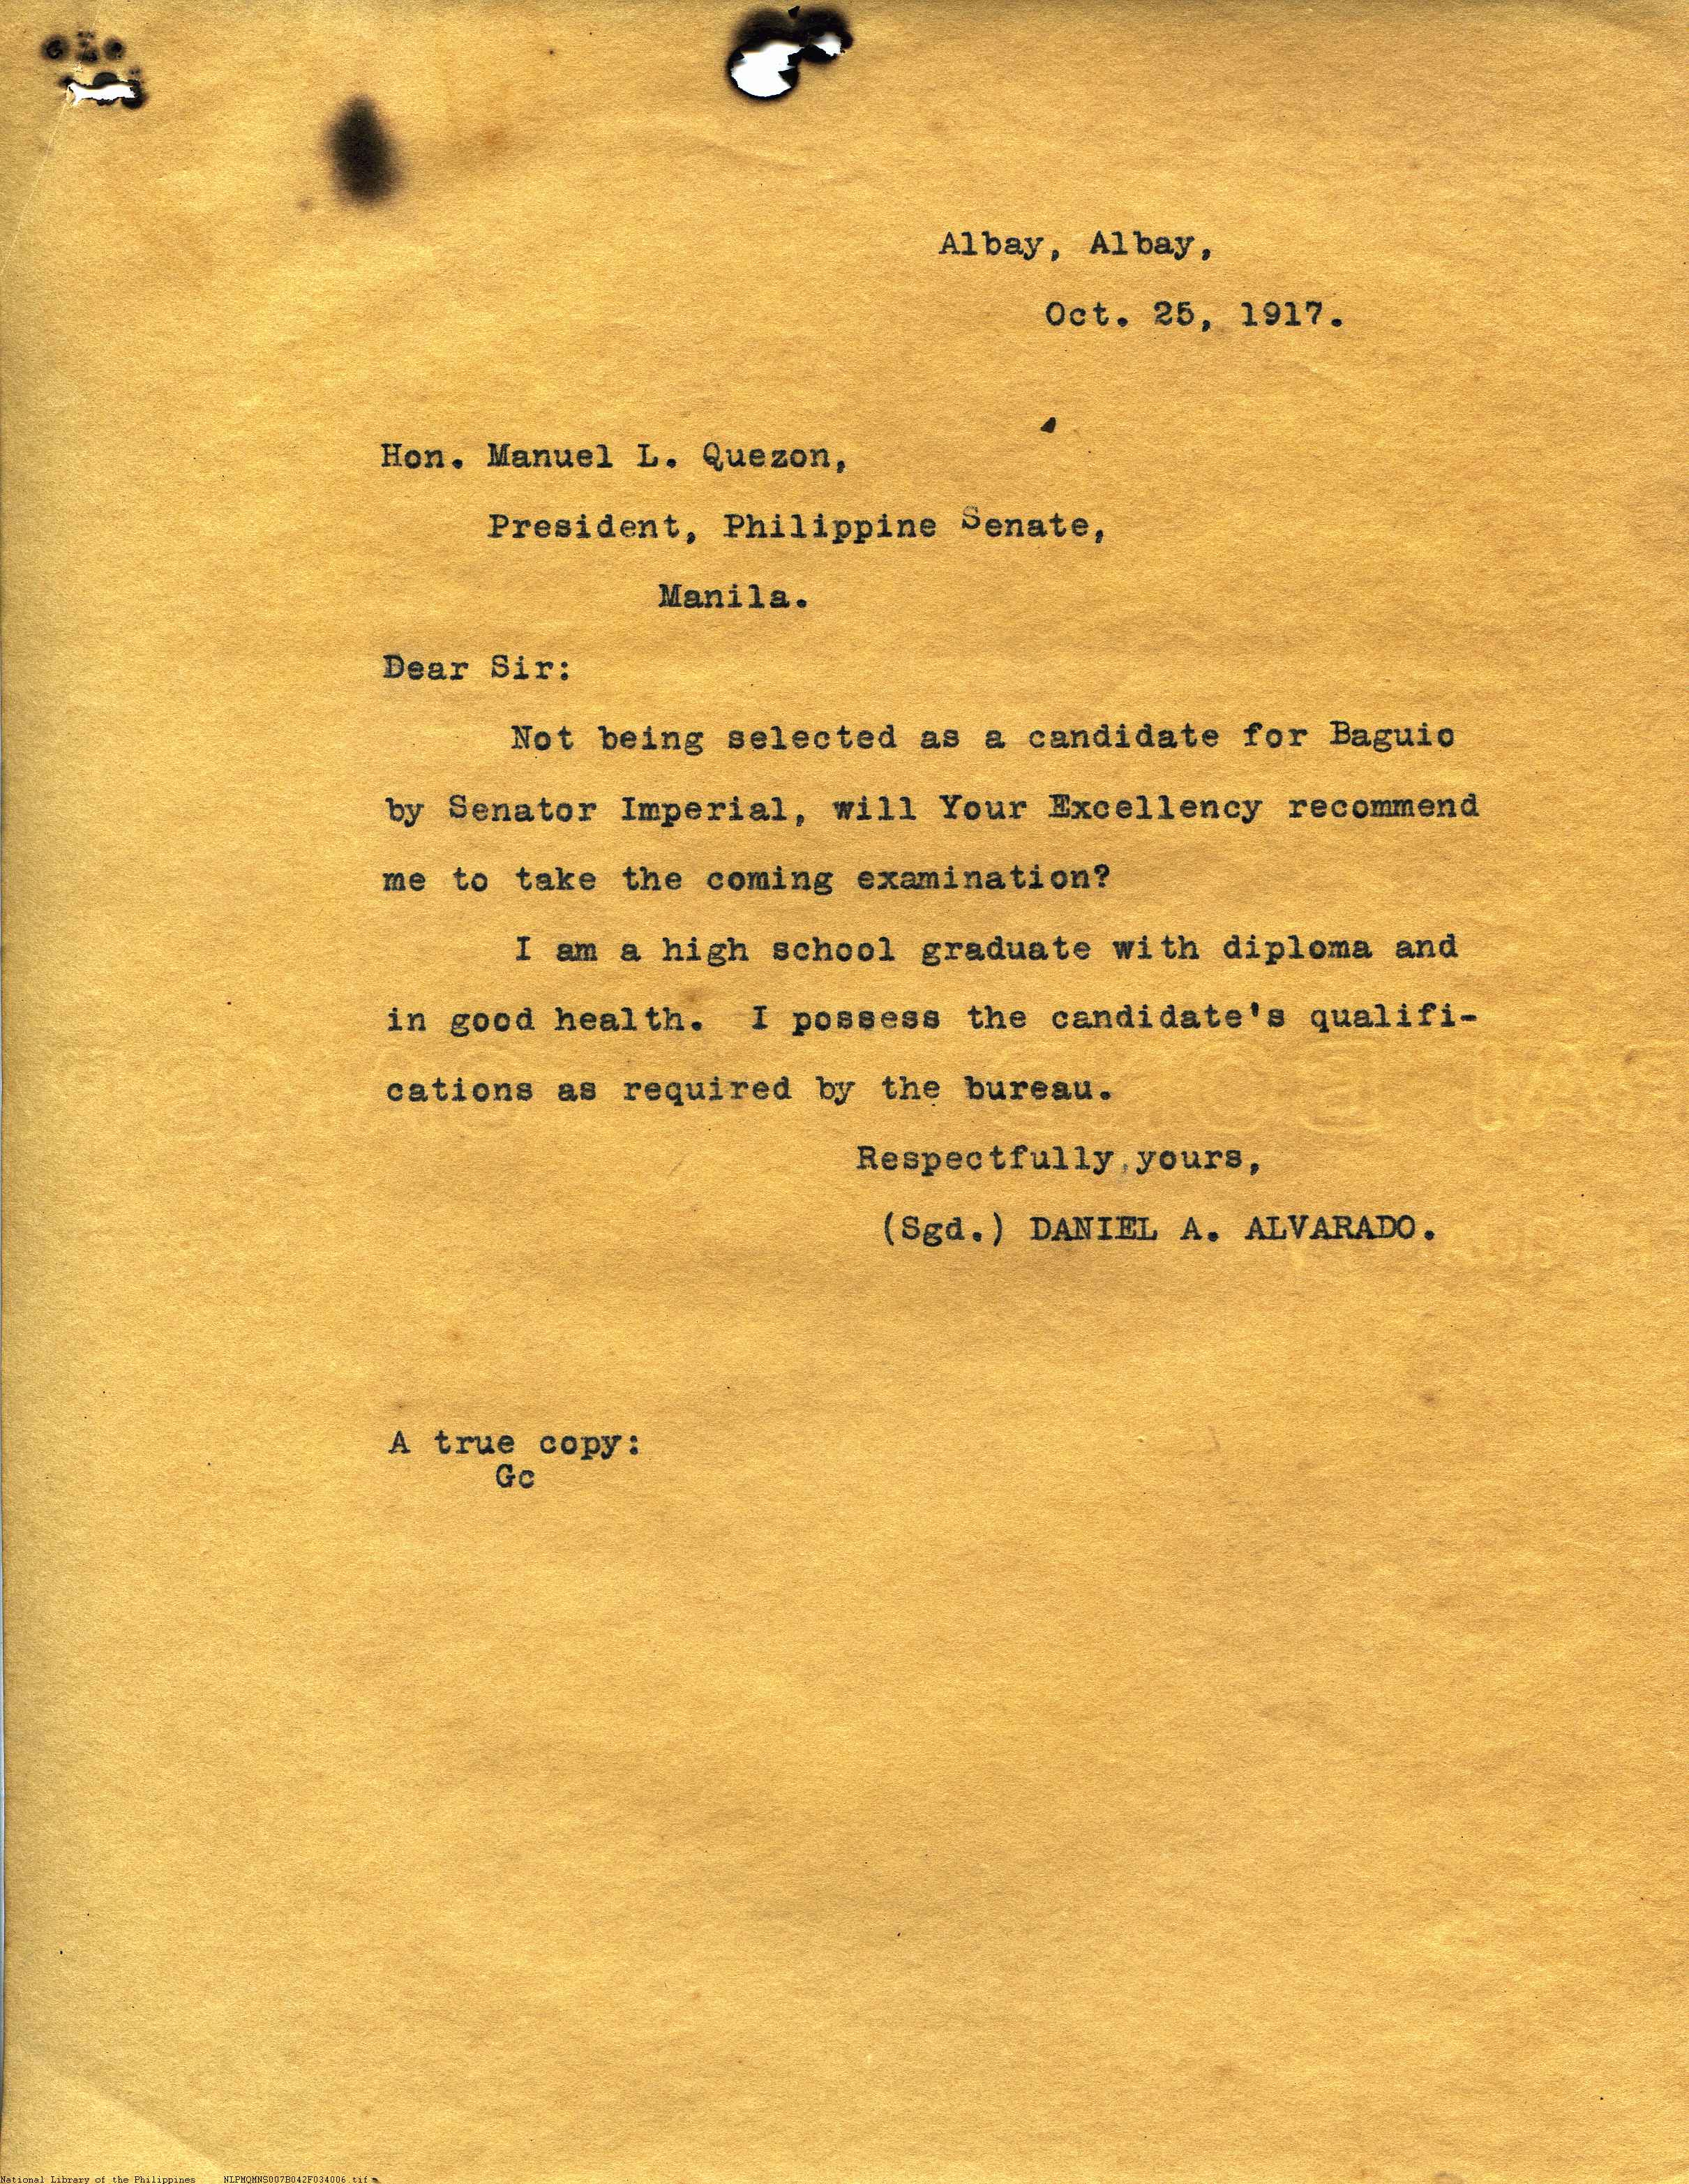 Albay, Albay,
Oct. 25, 1917.
Hon. Manuel L. Quezon,
President, Philippine Senate,
Manila.
Dear Sir:
Not being selected as a candidate for Baguio
by Senator Imperial, will Your Excellency recommend
me to take the coming examination?
I am a high school graduate with diploma and
in good health. I possess the candidate's qualifi-
cations as required by the bureau.
Respectfully yours,
(Sgd.) DANIEL A. ALVARADO.
A true copy:
Gc
National Library of the Philippines NLPMQMNS007B042F034006.tif